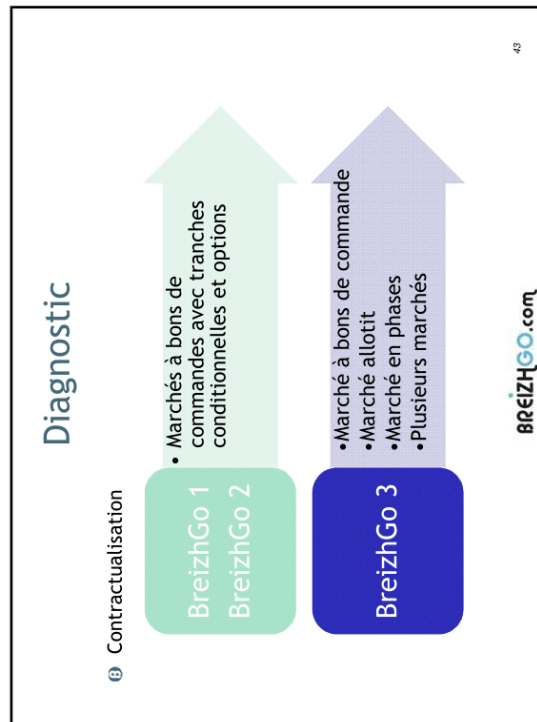 Diagnostic
Contractualisation
BreizhGo 1
BreizhGo 2
• Marchés à bons de
commandes avec tranches
conditionnelles et options
BreizhGo 3
•Marché à bons de commande
•Marché allotit
•Marché en phases
•Plusieurs marchés
BREIZHGO.com
43